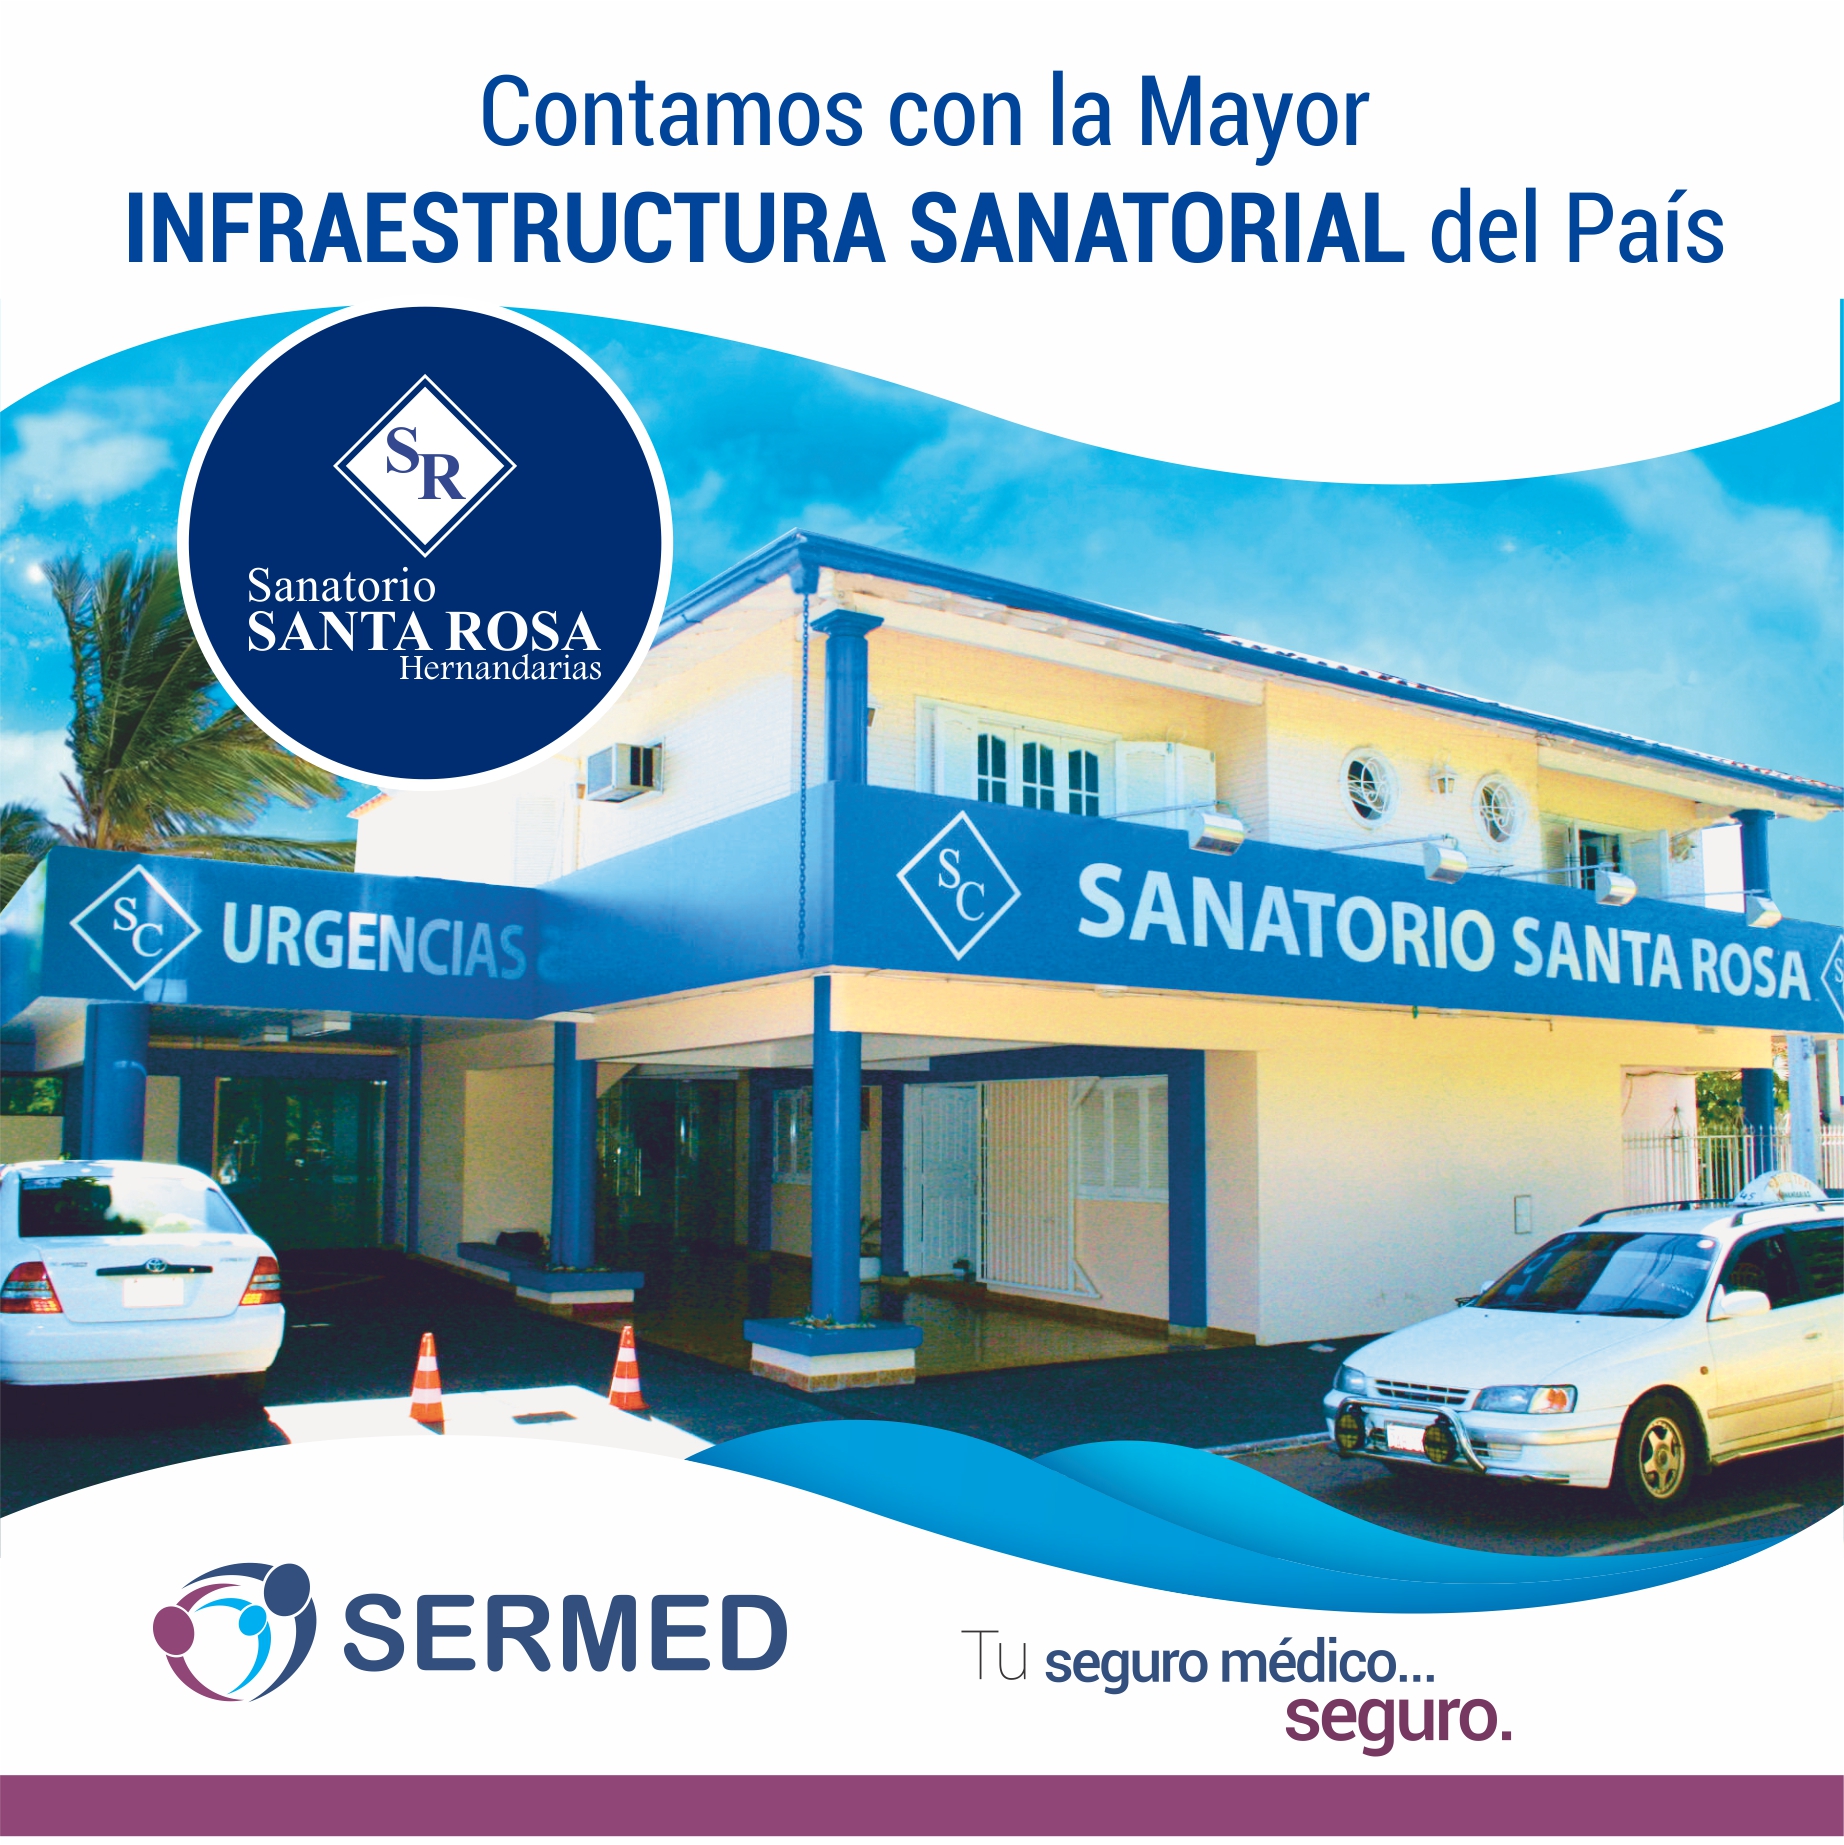 Contamos con la Mayor
INFRAESTRUCTURA SANATORIAL del País
SR
Sanatorio
SANTA ROSA
Hernandarias
SC URGENCIAS
SC SANATORIO SANTA ROSA
SERMED
Tu seguro médico...
seguro.